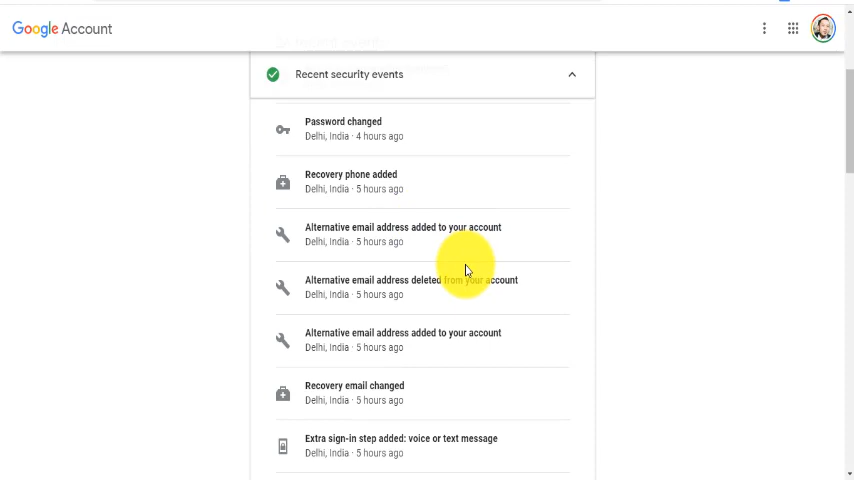 Google Account
Recent security events
Password changed
Delhi, India · 4 hours ago
Recovery phone added
Delhi, India · 5 hours ago
Alternative email address added to your account
Delhi, India · 5 hours ago
Alternative email address deleted from your account
Delhi, India · 5 hours ago
Alternative email address added to your account
Delhi, India · 5 hours ago
Recovery email changed
Delhi, India · 5 hours ago
Extra sign-in step added: voice or text message
Delhi, India · 5 hours ago